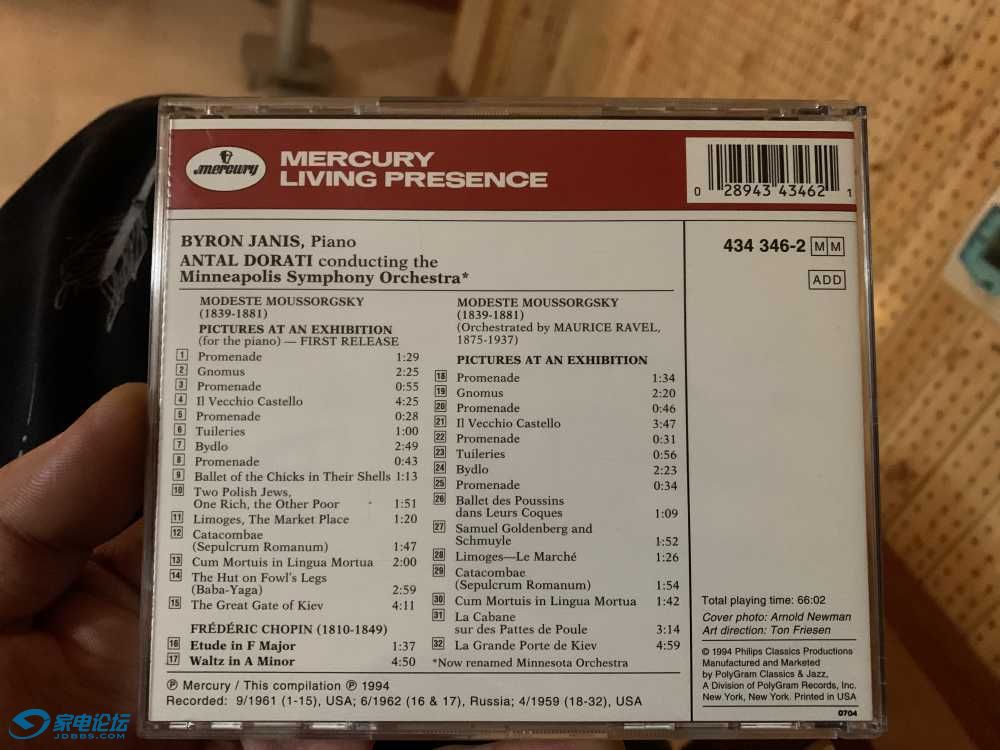 mercury
MERCURY
LIVING PRESENCE
0 28943 43462 1
BYRON JANIS, Piano
ANTAL DORATI conducting the
Minneapolis Symphony Orchestra*
434 346-2 MM
ADD
MODESTE MOUSSORGSKY
(1839-1881)
PICTURES AT AN EXHIBITION
(for the piano) — FIRST RELEASE
1 Promenade 1:29
2 Gnomus 2:25
3 Promenade 0:55
4 Il Vecchio Castello 4:25
5 Promenade 0:28
6 Tuileries 1:00
7 Bydlo 2:49
8 Promenade 0:43
9 Ballet of the Chicks in Their Shells 1:13
10 Two Polish Jews,
One Rich, the Other Poor 1:51
11 Limoges, The Market Place 1:20
12 Catacombae
(Sepulcrum Romanum) 1:47
13 Cum Mortuis in Lingua Mortua 2:00
14 The Hut on Fowl's Legs
(Baba-Yaga) 2:59
15 The Great Gate of Kiev 4:11
FRÉDÉRIC CHOPIN (1810-1849)
16 Etude in F Major 1:37
17 Waltz in A Minor 4:50
MODESTE MOUSSORGSKY
(1839-1881)
(Orchestrated by MAURICE RAVEL,
1875-1937)
PICTURES AT AN EXHIBITION
18 Promenade 1:34
19 Gnomus 2:20
20 Promenade 0:46
21 Il Vecchio Castello 3:47
22 Promenade 0:31
23 Tuileries 0:56
24 Bydlo 2:23
25 Promenade 0:34
26 Ballet des Poussins
dans Leurs Coques 1:09
27 Samuel Goldenberg and
Schmuyle 1:52
28 Limoges—Le Marché 1:26
29 Catacombae
(Sepulcrum Romanum) 1:54
30 Cum Mortuis in Lingua Mortua 1:42
31 La Cabane
sur des Pattes de Poule 3:14
32 La Grande Porte de Kiev 4:59
*Now renamed Minnesota Orchestra
℗ Mercury / This compilation ℗ 1994
Recorded: 9/1961 (1-15), USA; 6/1962 (16 & 17), Russia; 4/1959 (18-32), USA
Total playing time: 66:02
Cover photo: Arnold Newman
Art direction: Ton Friesen
© 1994 Philips Classics Productions
Manufactured and Marketed
by PolyGram Classics & Jazz,
A Division of PolyGram Records, Inc.
New York, New York. Printed in USA
0704
家电论坛
JDBBS.COM